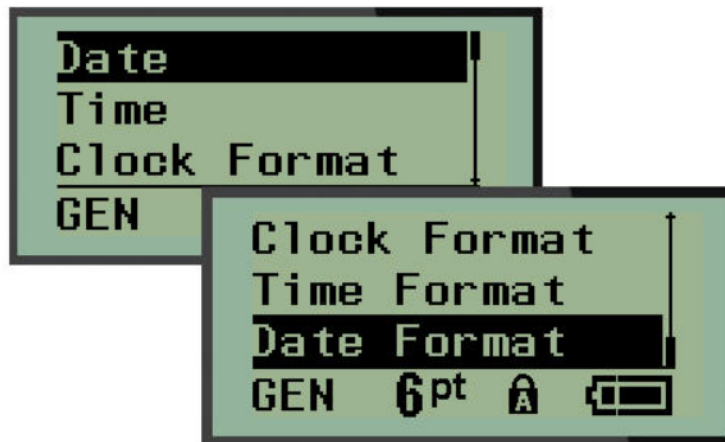 Date
Time
Clock Format
GEN
Clock Format
Time Format
Date Format
GEN 6pt A